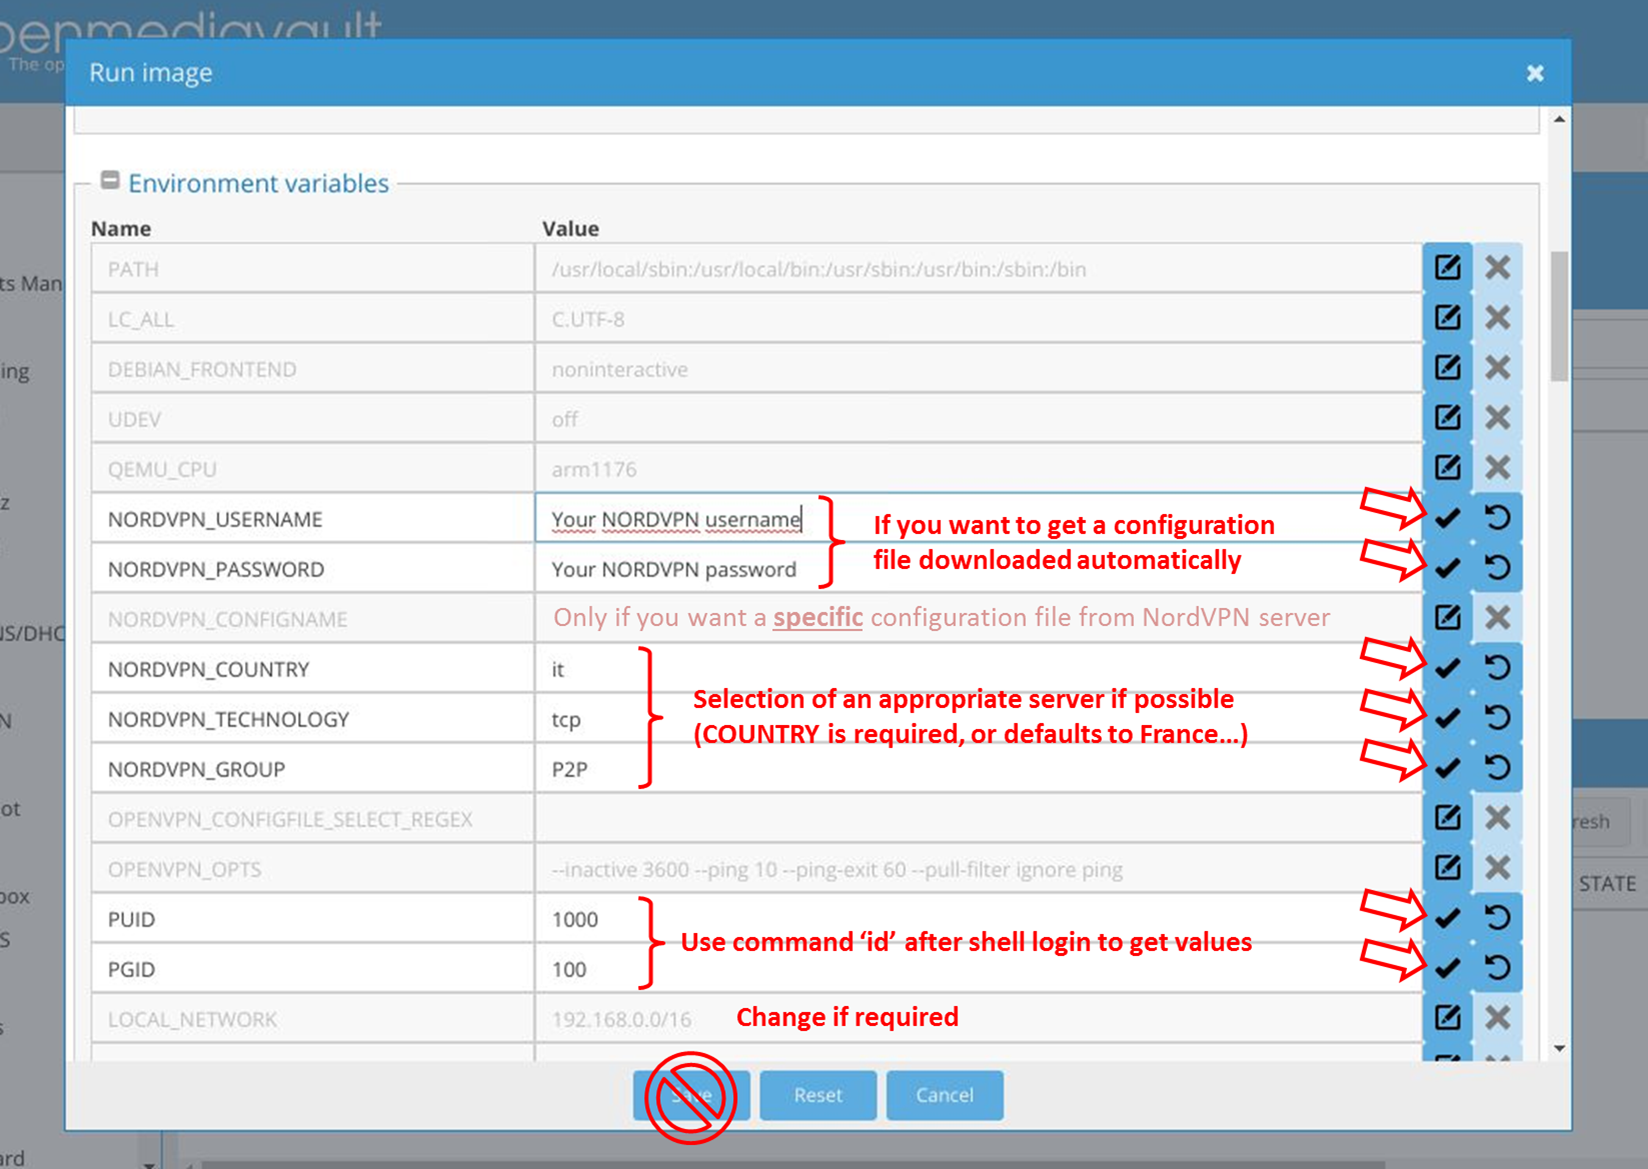 openmediavault
The op
Run image
Environment variables
Name Value
PATH /usr/local/sbin:/usr/local/bin:/usr/sbin:/usr/bin:/sbin:/bin
ts Man
LC_ALL C.UTF-8
ing
DEBIAN_FRONTEND noninteractive
UDEV off
QEMU_CPU arm1176
z
NORDVPN_USERNAME Your NORDVPN username
If you want to get a configuration
file downloaded automatically
NORDVPN_PASSWORD Your NORDVPN password
NORDVPN_CONFIGNAME Only if you want a specific configuration file from NordVPN server
NS/DHC
NORDVPN_COUNTRY it
Selection of an appropriate server if possible
(COUNTRY is required, or defaults to France...)
NORDVPN_TECHNOLOGY tcp
N
NORDVPN_GROUP P2P
ot
OPENVPN_CONFIGFILE_SELECT_REGEX
resh
OPENVPN_OPTS --inactive 3600 --ping 10 --ping-exit 60 --pull-filter ignore ping
STATE
box
PUID 1000
Use command ‘id’ after shell login to get values
S
PGID 100
LOCAL_NETWORK 192.168.0.0/16 Change if required
s
Save Reset Cancel
ard